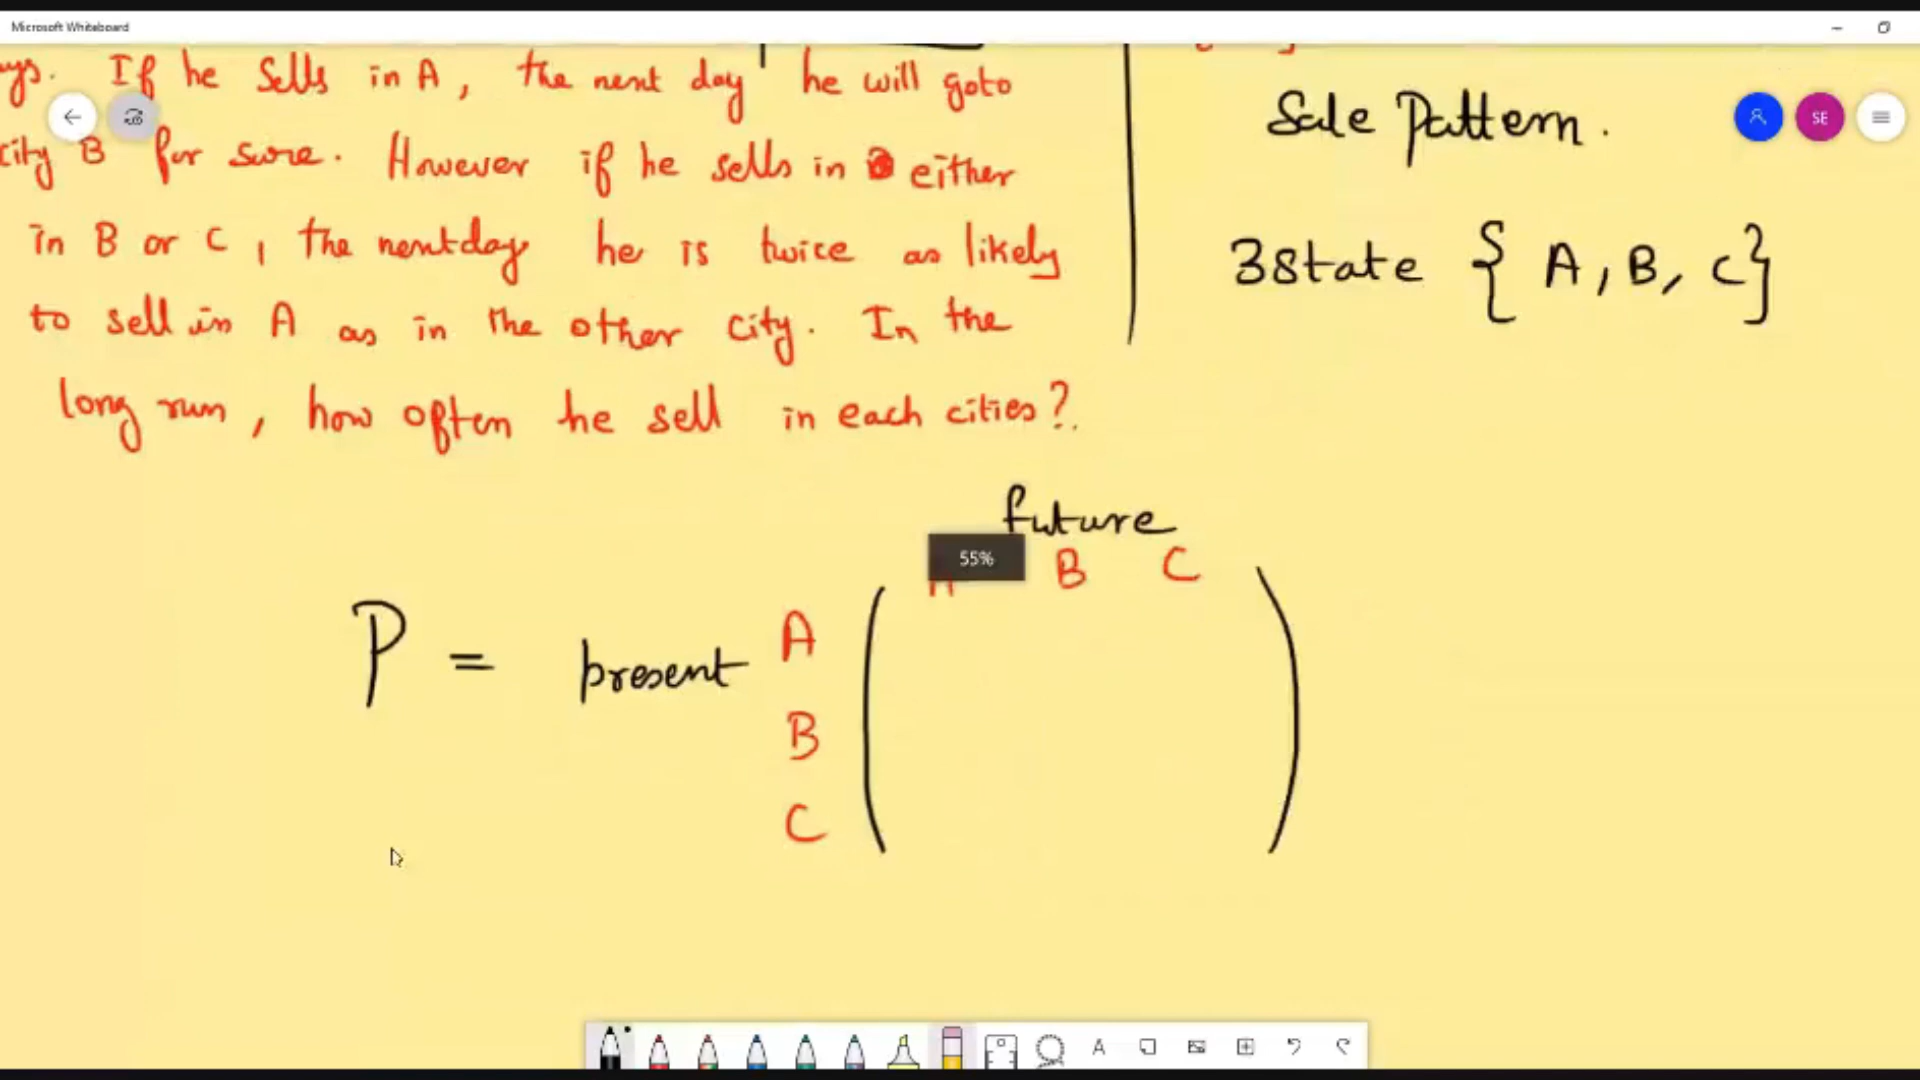 Microsoft Whiteboard
If he Sells in A, the next day he will goto
city B for sure. However if he sells in either
in B or C, the nextday he is twice as likely
to sell in A as in the other city. In the
long run, how often he sell in each cities?.
Sale Pattern.
3 State { A, B, C}
SE
future
55%
B C
P = present A
B
C
A